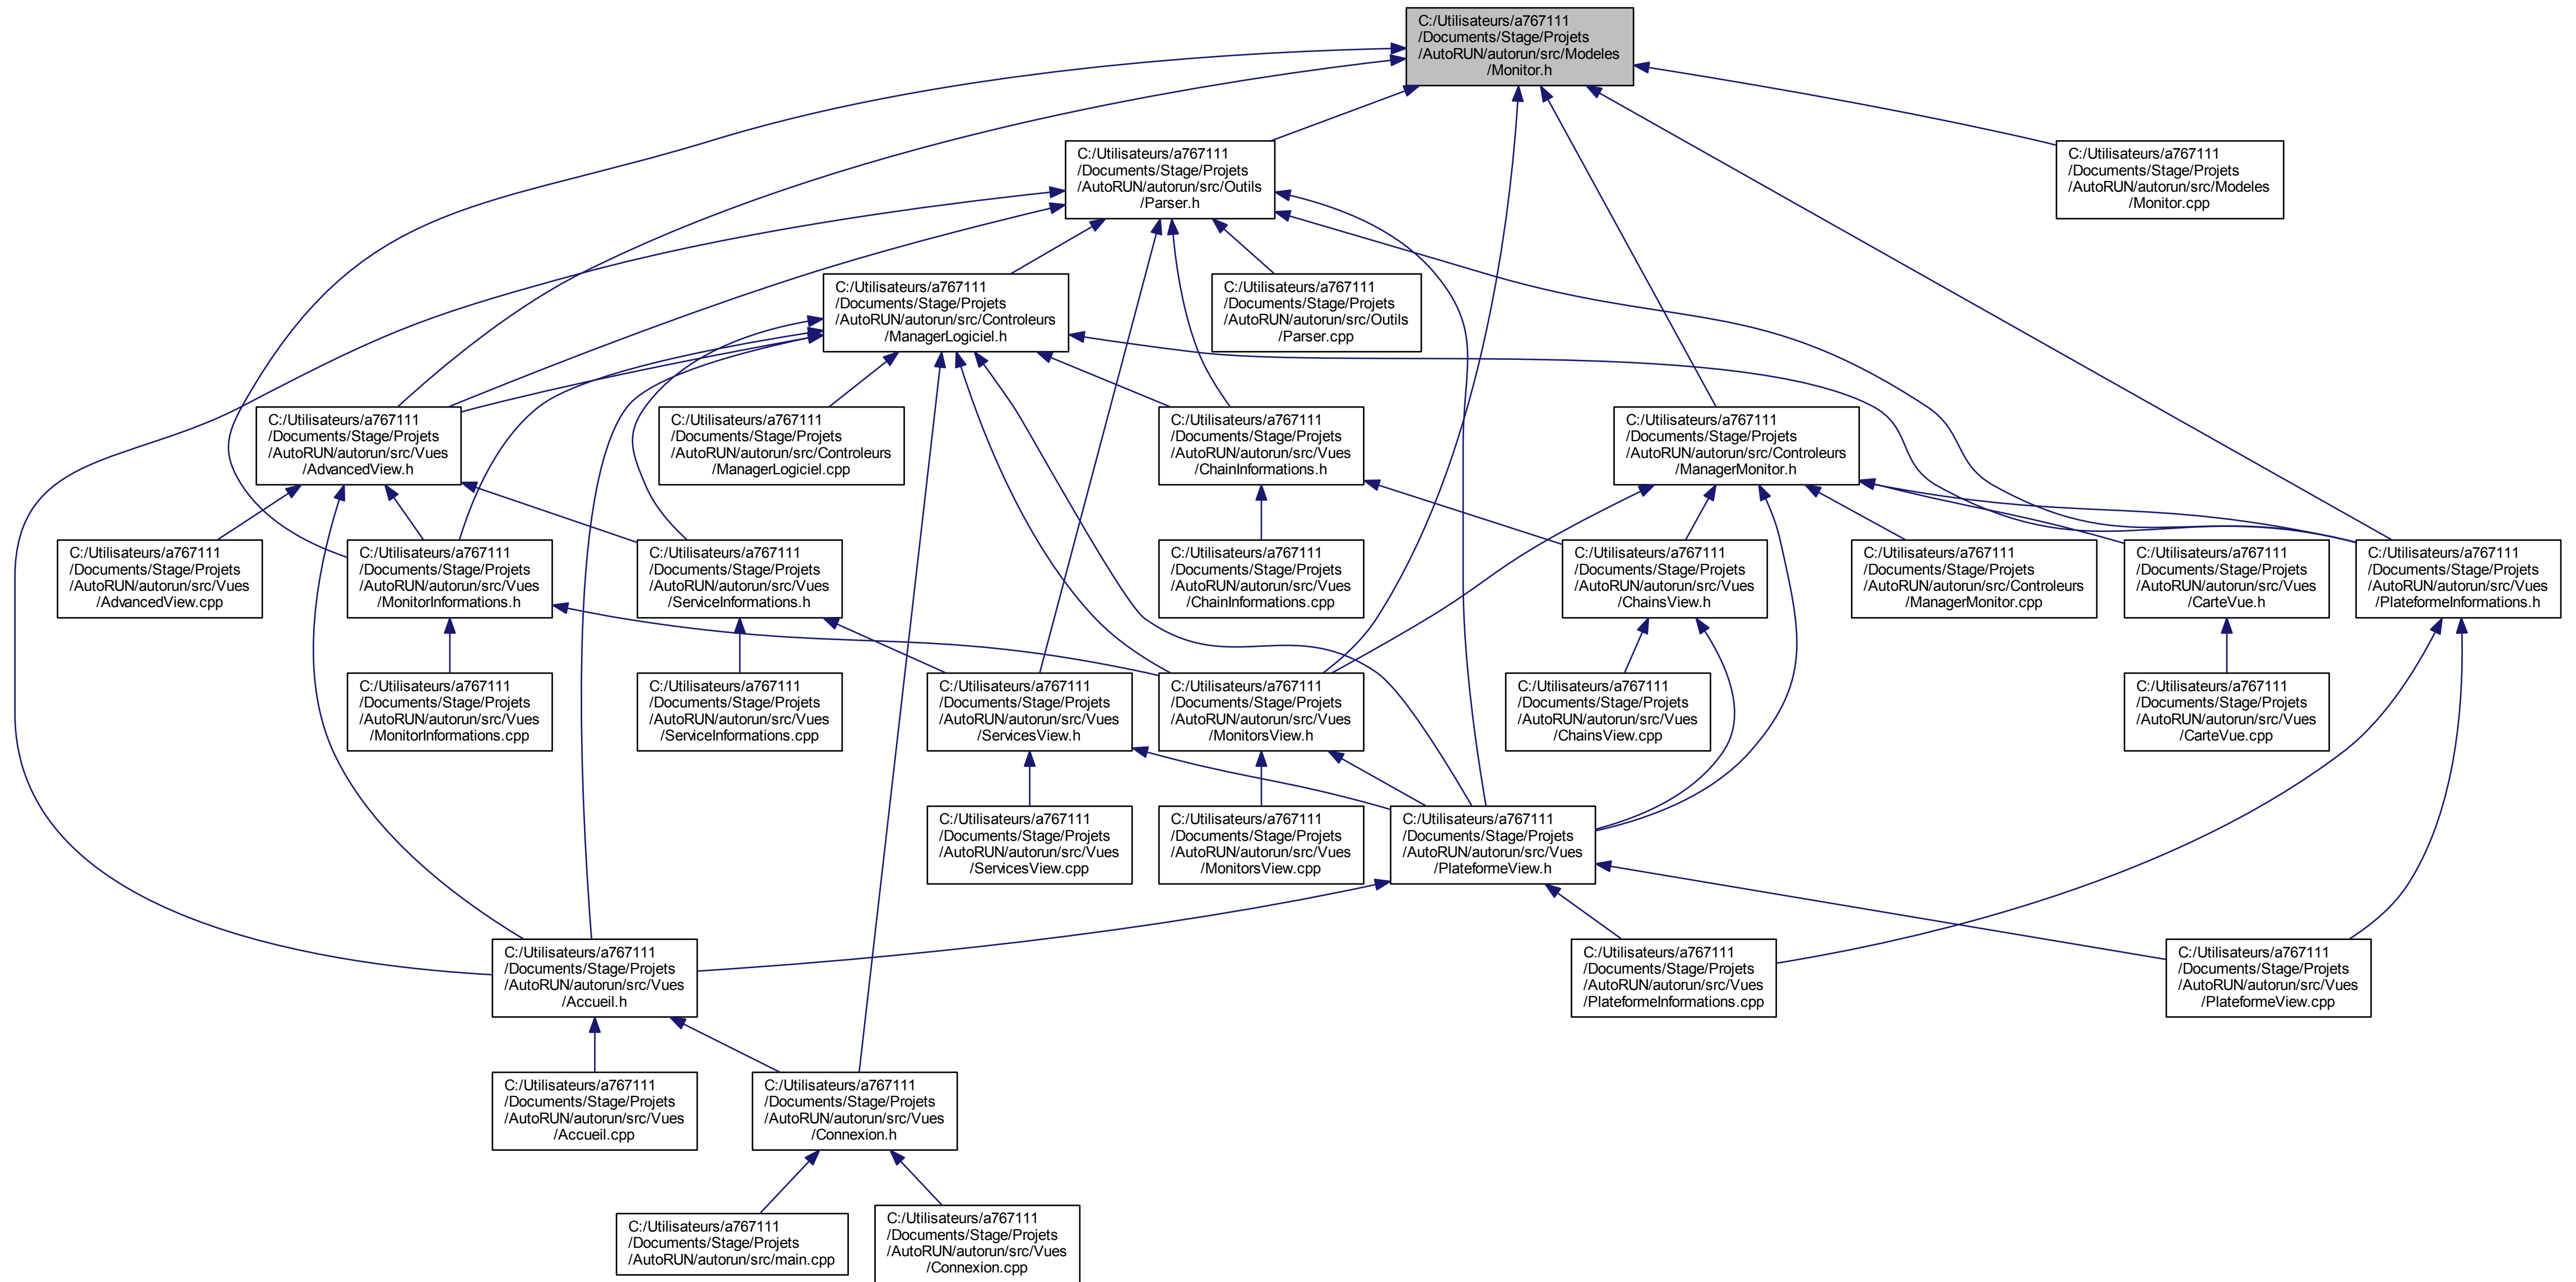 C:/Utilisateurs/a767111
/Documents/Stage/Projets
/AutoRUN/autorun/src/Modeles
/Monitor.h
C:/Utilisateurs/a767111
/Documents/Stage/Projets
/AutoRUN/autorun/src/Outils
/Parser.h
C:/Utilisateurs/a767111
/Documents/Stage/Projets
/AutoRUN/autorun/src/Modeles
/Monitor.cpp
C:/Utilisateurs/a767111
/Documents/Stage/Projets
/AutoRUN/autorun/src/Controleurs
/ManagerLogiciel.h
C:/Utilisateurs/a767111
/Documents/Stage/Projets
/AutoRUN/autorun/src/Outils
/Parser.cpp
C:/Utilisateurs/a767111
/Documents/Stage/Projets
/AutoRUN/autorun/src/Vues
/AdvancedView.h
C:/Utilisateurs/a767111
/Documents/Stage/Projets
/AutoRUN/autorun/src/Controleurs
/ManagerLogiciel.cpp
C:/Utilisateurs/a767111
/Documents/Stage/Projets
/AutoRUN/autorun/src/Vues
/ChainInformations.h
C:/Utilisateurs/a767111
/Documents/Stage/Projets
/AutoRUN/autorun/src/Controleurs
/ManagerMonitor.h
C:/Utilisateurs/a767111
/Documents/Stage/Projets
/AutoRUN/autorun/src/Vues
/AdvancedView.cpp
C:/Utilisateurs/a767111
/Documents/Stage/Projets
/AutoRUN/autorun/src/Vues
/MonitorInformations.h
C:/Utilisateurs/a767111
/Documents/Stage/Projets
/AutoRUN/autorun/src/Vues
/ServiceInformations.h
C:/Utilisateurs/a767111
/Documents/Stage/Projets
/AutoRUN/autorun/src/Vues
/ChainInformations.cpp
C:/Utilisateurs/a767111
/Documents/Stage/Projets
/AutoRUN/autorun/src/Vues
/ChainsView.h
C:/Utilisateurs/a767111
/Documents/Stage/Projets
/AutoRUN/autorun/src/Controleurs
/ManagerMonitor.cpp
C:/Utilisateurs/a767111
/Documents/Stage/Projets
/AutoRUN/autorun/src/Vues
/CarteVue.h
C:/Utilisateurs/a767111
/Documents/Stage/Projets
/AutoRUN/autorun/src/Vues
/PlateformeInformations.h
C:/Utilisateurs/a767111
/Documents/Stage/Projets
/AutoRUN/autorun/src/Vues
/MonitorInformations.cpp
C:/Utilisateurs/a767111
/Documents/Stage/Projets
/AutoRUN/autorun/src/Vues
/ServiceInformations.cpp
C:/Utilisateurs/a767111
/Documents/Stage/Projets
/AutoRUN/autorun/src/Vues
/ServicesView.h
C:/Utilisateurs/a767111
/Documents/Stage/Projets
/AutoRUN/autorun/src/Vues
/MonitorsView.h
C:/Utilisateurs/a767111
/Documents/Stage/Projets
/AutoRUN/autorun/src/Vues
/ChainsView.cpp
C:/Utilisateurs/a767111
/Documents/Stage/Projets
/AutoRUN/autorun/src/Vues
/CarteVue.cpp
C:/Utilisateurs/a767111
/Documents/Stage/Projets
/AutoRUN/autorun/src/Vues
/ServicesView.cpp
C:/Utilisateurs/a767111
/Documents/Stage/Projets
/AutoRUN/autorun/src/Vues
/MonitorsView.cpp
C:/Utilisateurs/a767111
/Documents/Stage/Projets
/AutoRUN/autorun/src/Vues
/PlateformeView.h
C:/Utilisateurs/a767111
/Documents/Stage/Projets
/AutoRUN/autorun/src/Vues
/Accueil.h
C:/Utilisateurs/a767111
/Documents/Stage/Projets
/AutoRUN/autorun/src/Vues
/PlateformeInformations.cpp
C:/Utilisateurs/a767111
/Documents/Stage/Projets
/AutoRUN/autorun/src/Vues
/PlateformeView.cpp
C:/Utilisateurs/a767111
/Documents/Stage/Projets
/AutoRUN/autorun/src/Vues
/Accueil.cpp
C:/Utilisateurs/a767111
/Documents/Stage/Projets
/AutoRUN/autorun/src/Vues
/Connexion.h
C:/Utilisateurs/a767111
/Documents/Stage/Projets
/AutoRUN/autorun/src/main.cpp
C:/Utilisateurs/a767111
/Documents/Stage/Projets
/AutoRUN/autorun/src/Vues
/Connexion.cpp